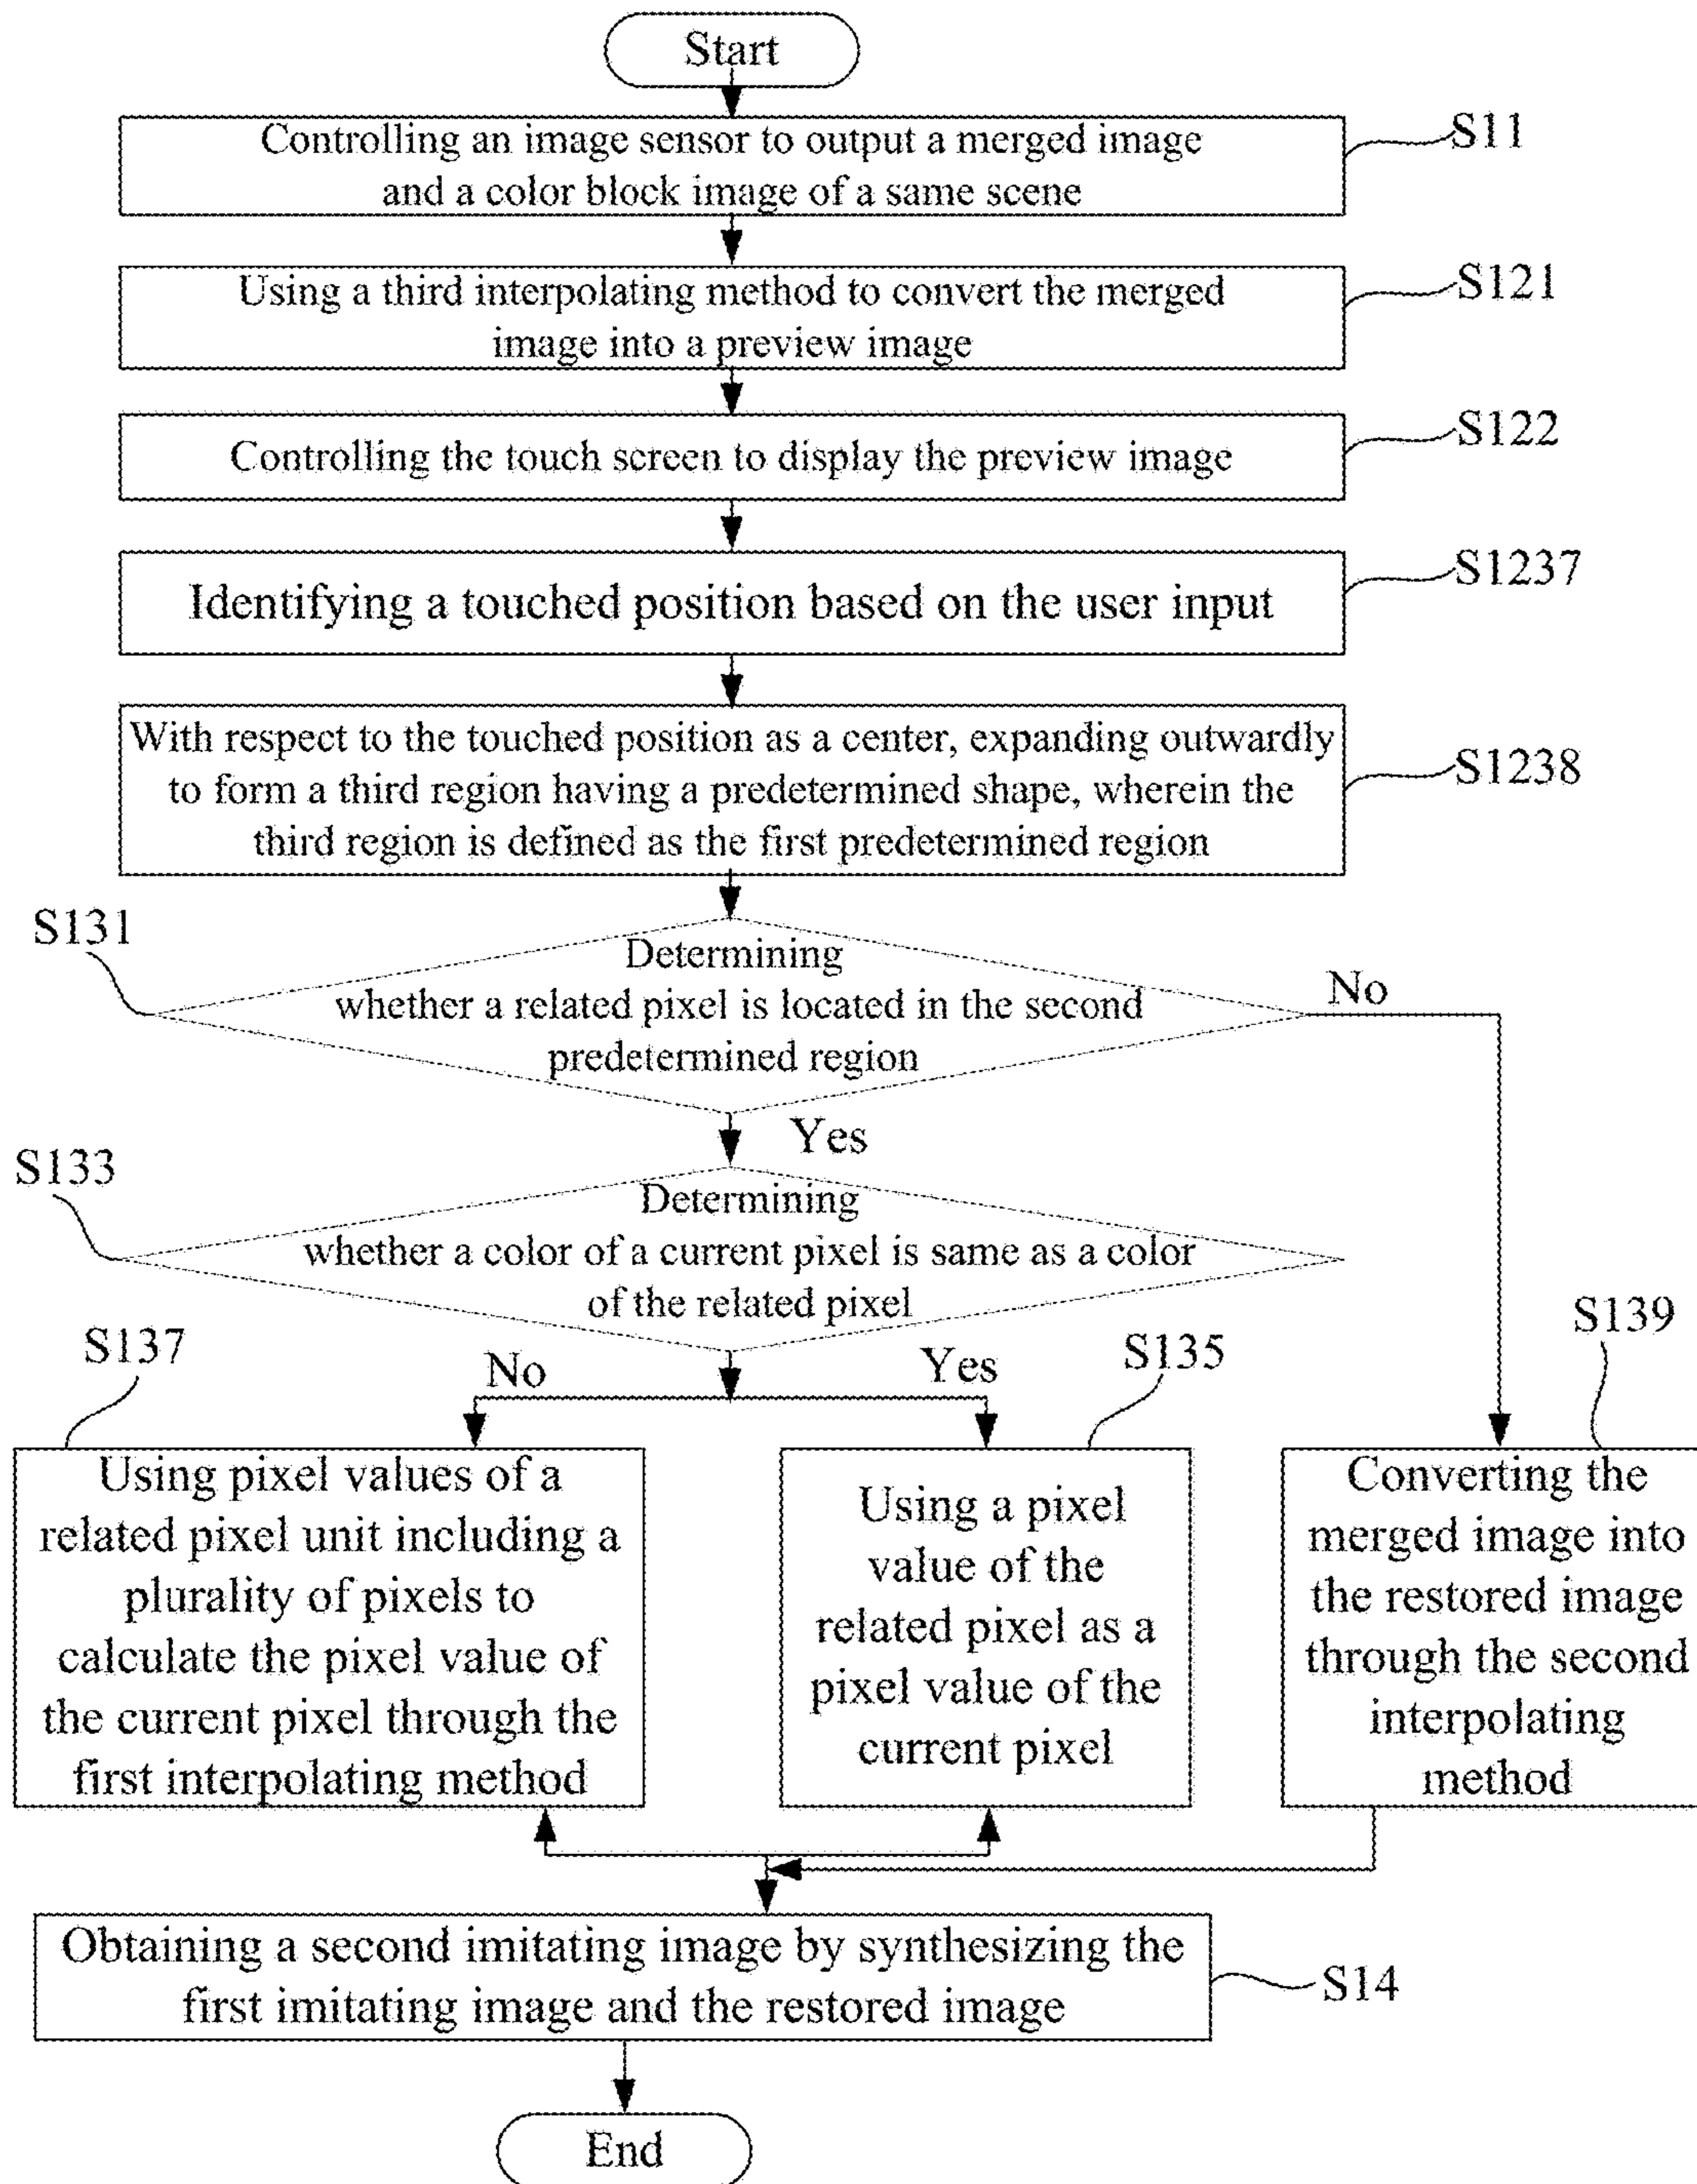 Start
Controlling an image sensor to output a merged image
and a color block image of a same scene
S11
Using a third interpolating method to convert the merged
image into a preview image
S121
Controlling the touch screen to display the preview image
S122
Identifying a touched position based on the user input
S1237
With respect to the touched position as a center, expanding outwardly
to form a third region having a predetermined shape, wherein the
third region is defined as the first predetermined region
S1238
S131
Determining
whether a related pixel is located in the second
predetermined region
No
Yes
S133
Determining
whether a color of a current pixel is same as a color
of the related pixel
S137
No
Yes
S135
S139
Using pixel values of a
related pixel unit including a
plurality of pixels to
calculate the pixel value of
the current pixel through the
first interpolating method
Using a pixel
value of the
related pixel as a
pixel value of the
current pixel
Converting the
merged image into
the restored image
through the second
interpolating
method
Obtaining a second imitating image by synthesizing the
first imitating image and the restored image
S14
End